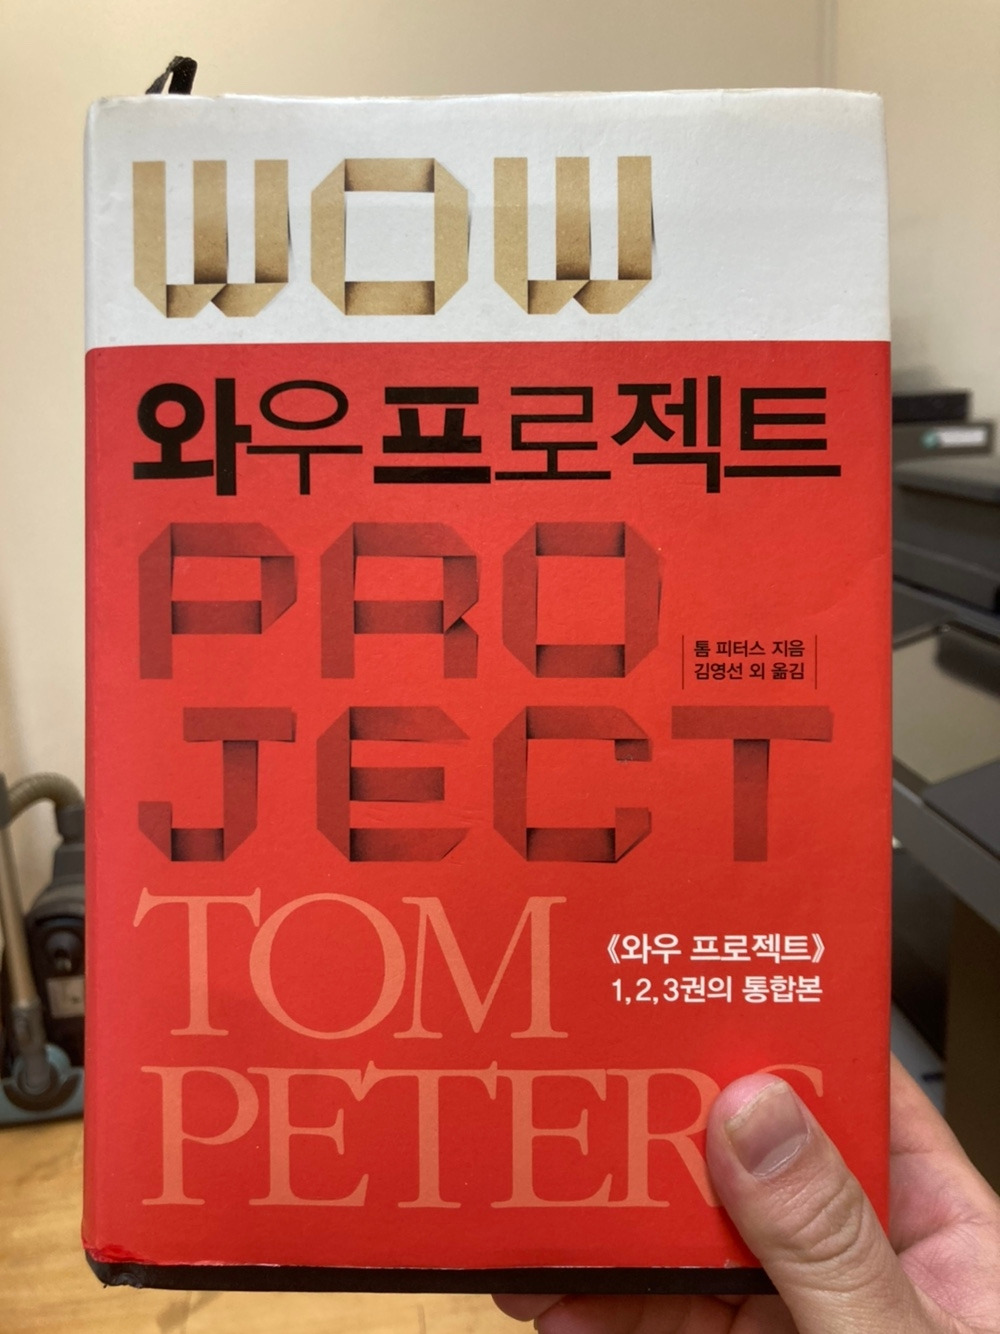 WOW
와우프로젝트
PRO
톰 피터스 지음
김영선 외 옮김
JECT
TOM
《와우 프로젝트》
1, 2, 3권의 통합본
PETERS